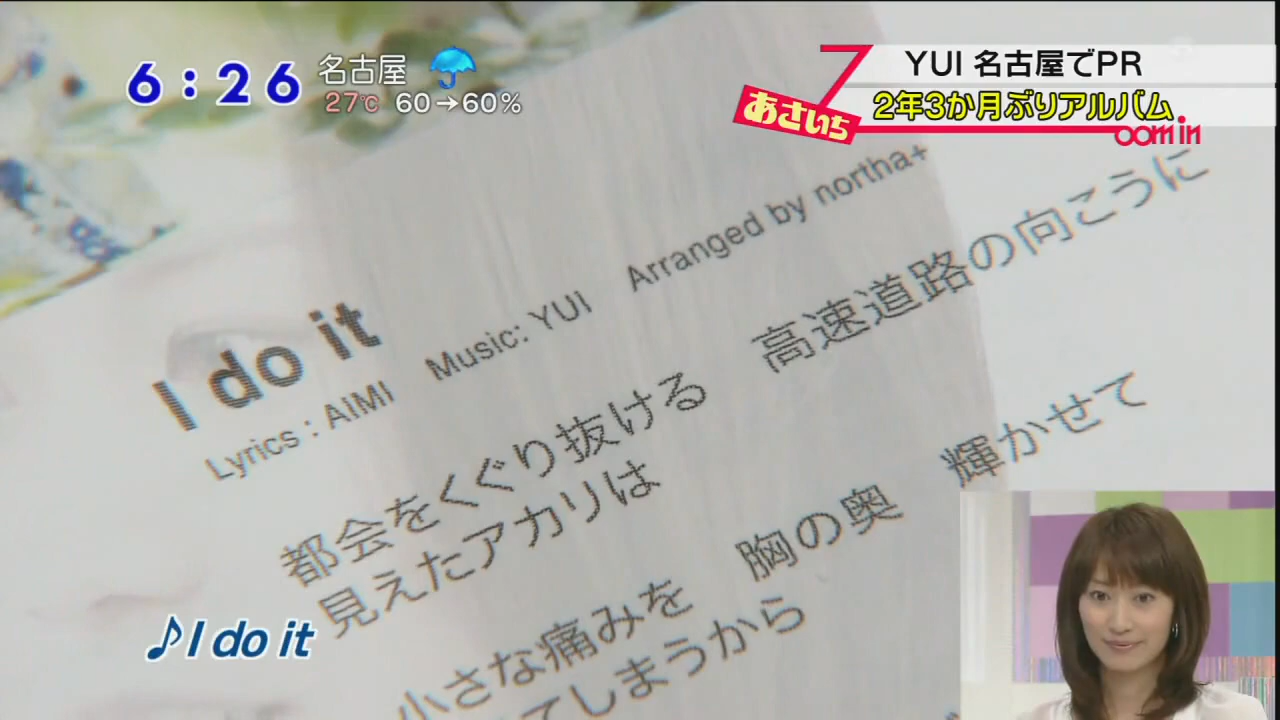 6:26
名古屋
27℃ 60→60%
YUI 名古屋でPR
2年3か月ぶりアルバム
あさいち
oom in
I do it
Lyrics : AIMI Music: YUI Arranged by northa+
都会をくぐり抜ける 高速道路の向こうに
見えたアカリは
小さな痛みを 胸の奥 輝かせて
てしまうから
♪I do it